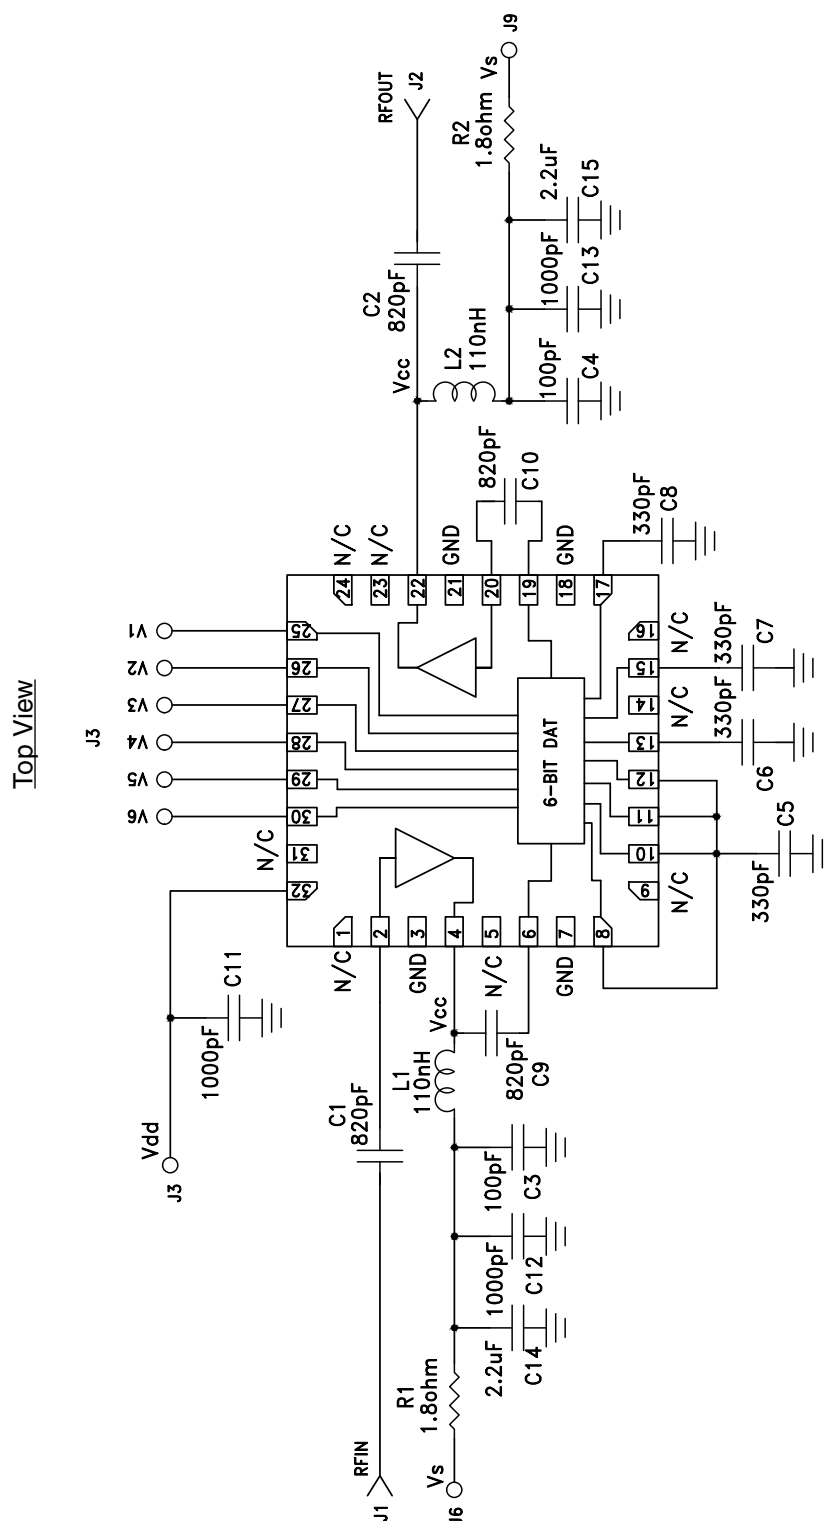 Top View
J3
V1
V2
V3
V4
V5
V6
J9
Vs
R2
1.8ohm
2.2uF
C15
1000pF
C13
100pF
C4
RFOUT
J2
C2
820pF
Vcc
L2
110nH
820pF
C10
330pF
C8
N/C
N/C
GND
GND
24
23
22
21
20
19
18
17
25
26
27
28
29
30
31
32
N/C
6-BIT DAT
16
15
14
13
12
11
10
9
N/C
N/C
N/C
330pF
C7
330pF
C6
330pF
C5
1
2
3
4
5
6
7
8
N/C
GND
N/C
GND
C11
1000pF
Vdd
J3
C1
820pF
Vcc
L1
110nH
820pF
C9
100pF
C3
1000pF
C12
2.2uF
C14
R1
1.8ohm
RFIN
J1
Vs
J6